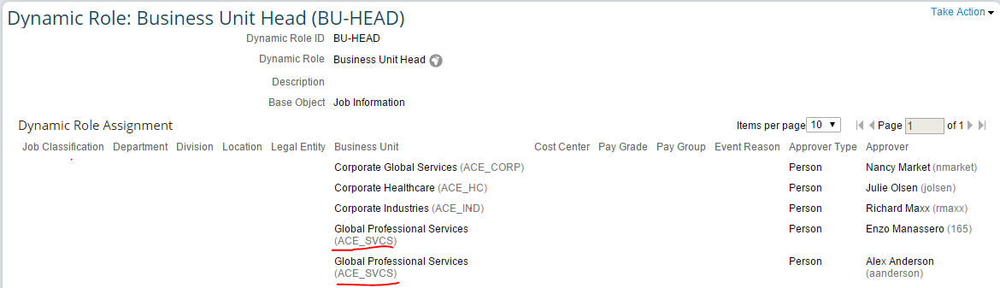 Dynamic Role: Business Unit Head (BU-HEAD)
Take Action
Dynamic Role ID BU-HEAD
Dynamic Role Business Unit Head
Description
Base Object Job Information
Dynamic Role Assignment Items per page 10 Page 1 of 1
Job Classification Department Division Location Legal Entity Business Unit Cost Center Pay Grade Pay Group Event Reason Approver Type Approver
Corporate Global Services (ACE_CORP) Person Nancy Market (nmarket)
Corporate Healthcare (ACE_HC) Person Julie Olsen (jolsen)
Corporate Industries (ACE_IND) Person Richard Maxx (rmaxx)
Global Professional Services Person Enzo Manassero (165)
(ACE_SVCS)
Global Professional Services Person Alex Anderson
(ACE_SVCS) (aanderson)